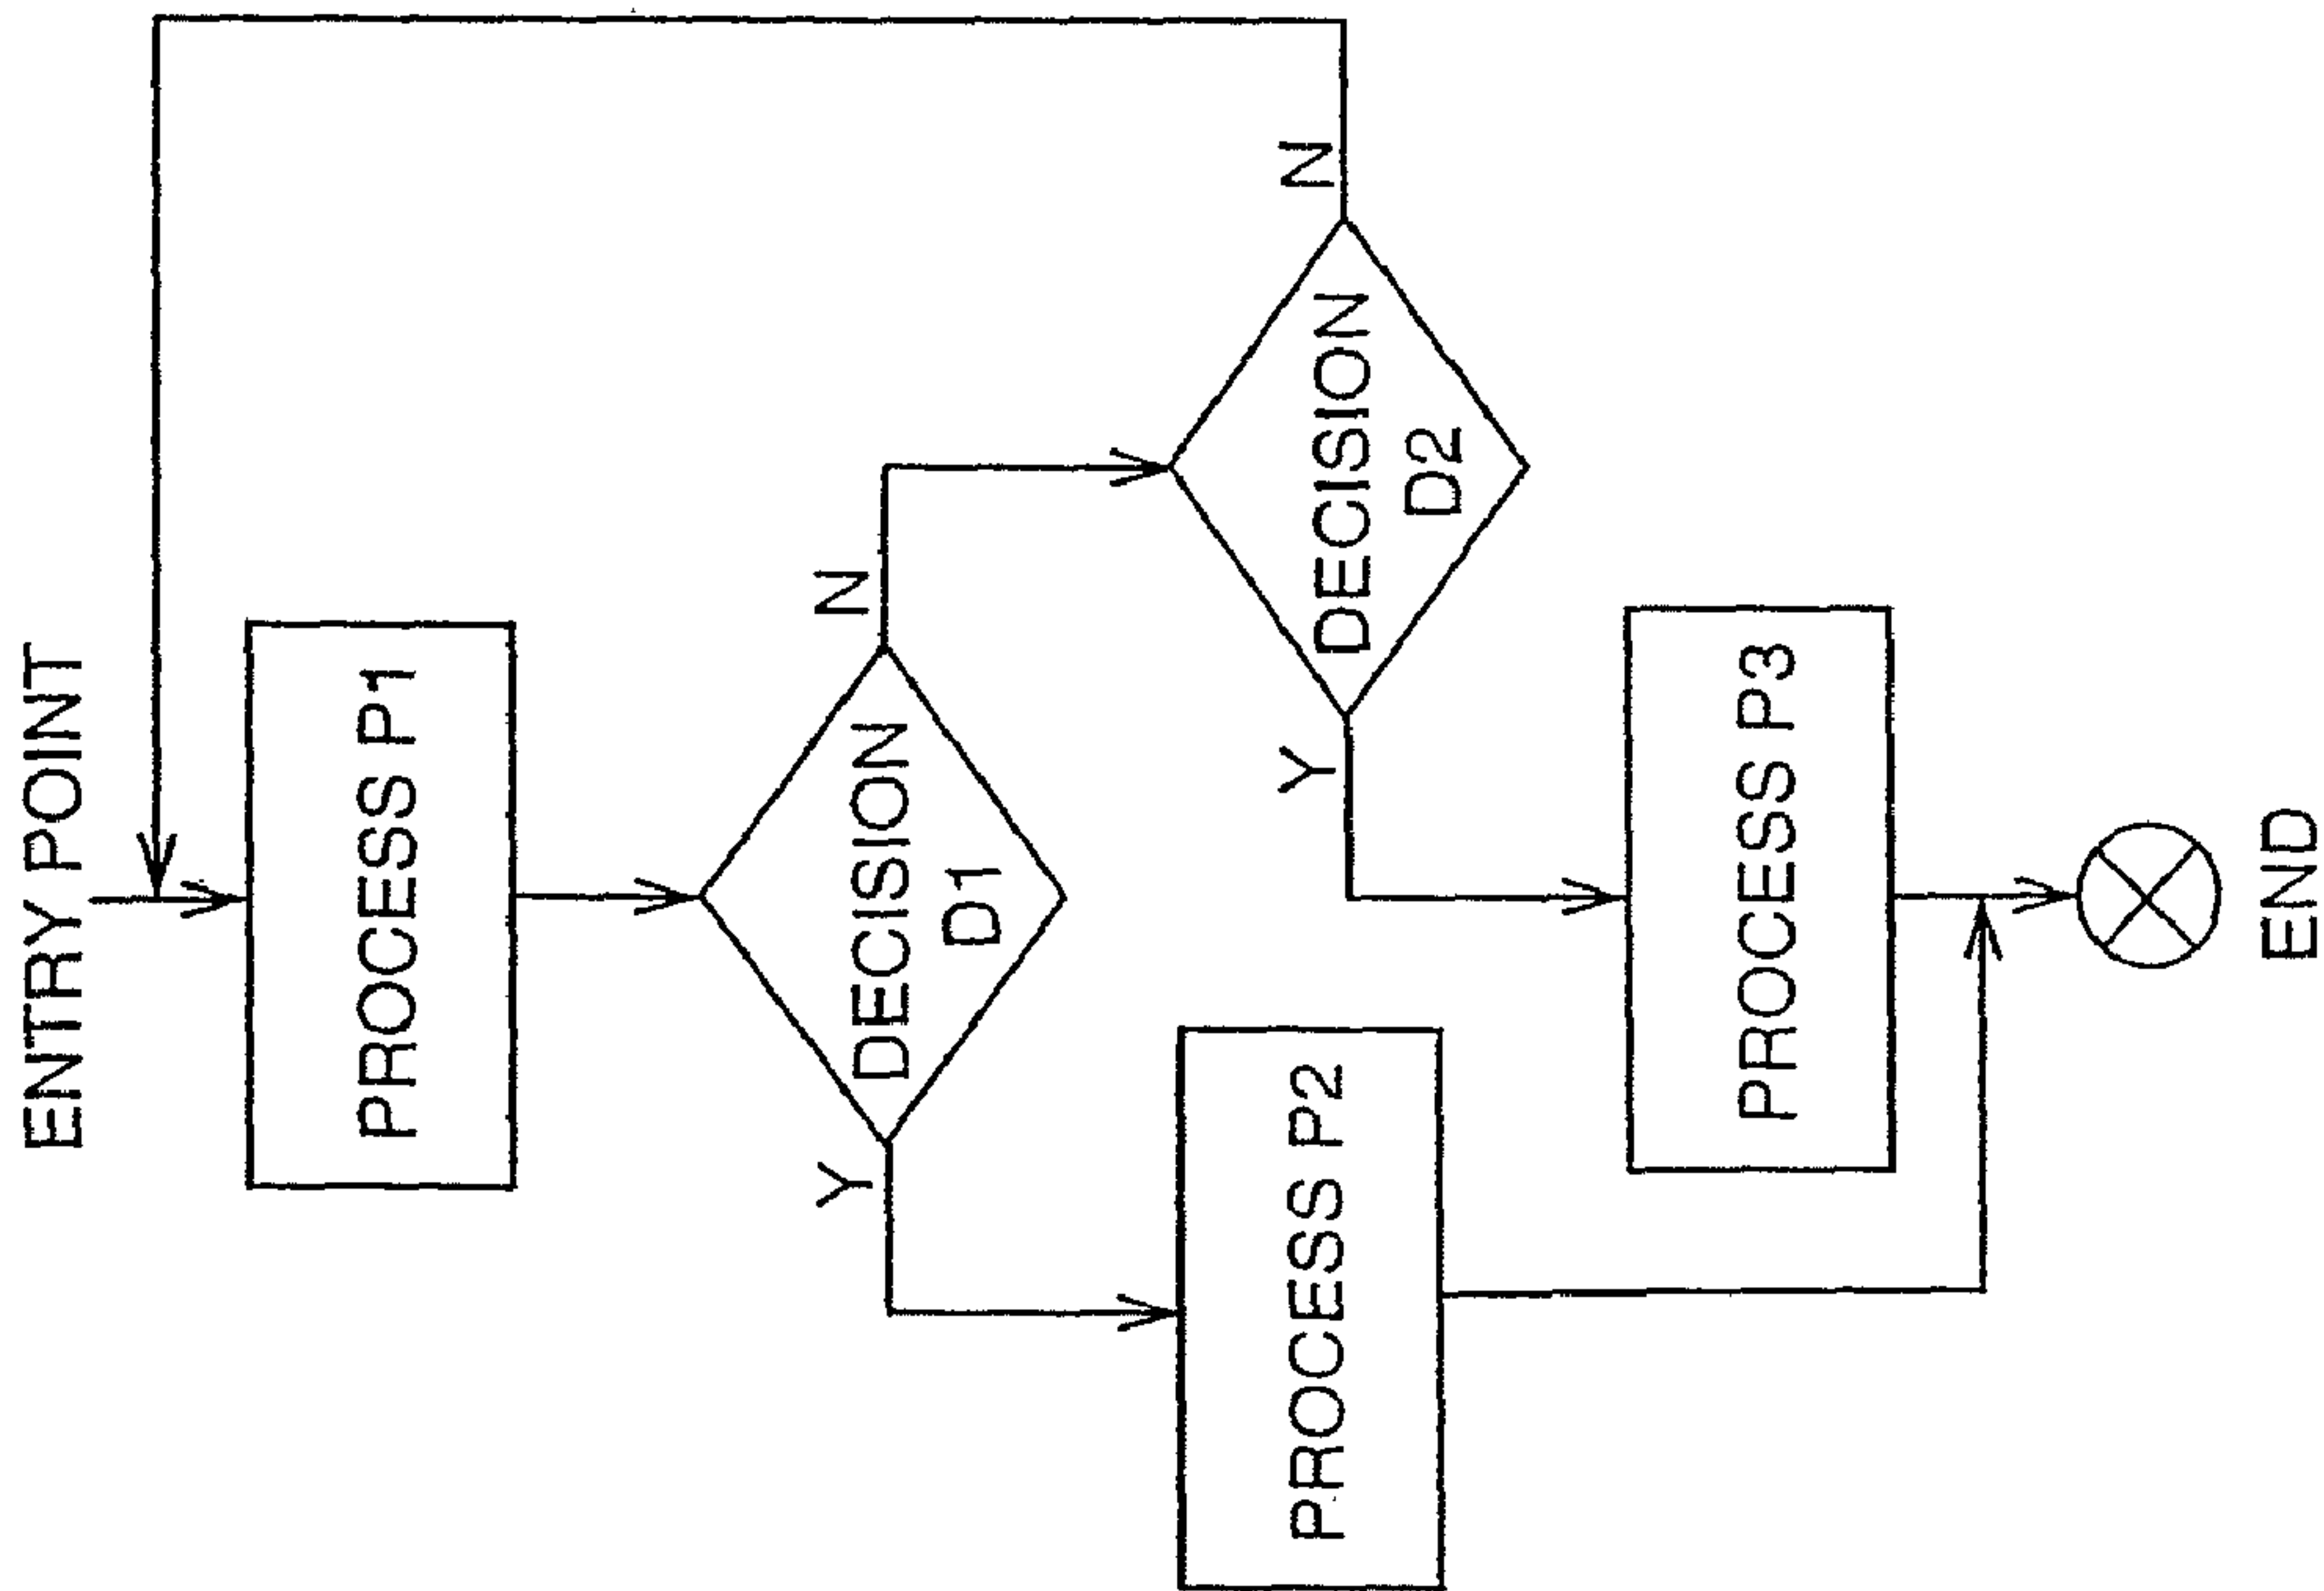 ENTRY POINT
PROCESS P1
DECISION
D1
Y
N
PROCESS P2
DECISION
D2
Y
N
PROCESS P3
END